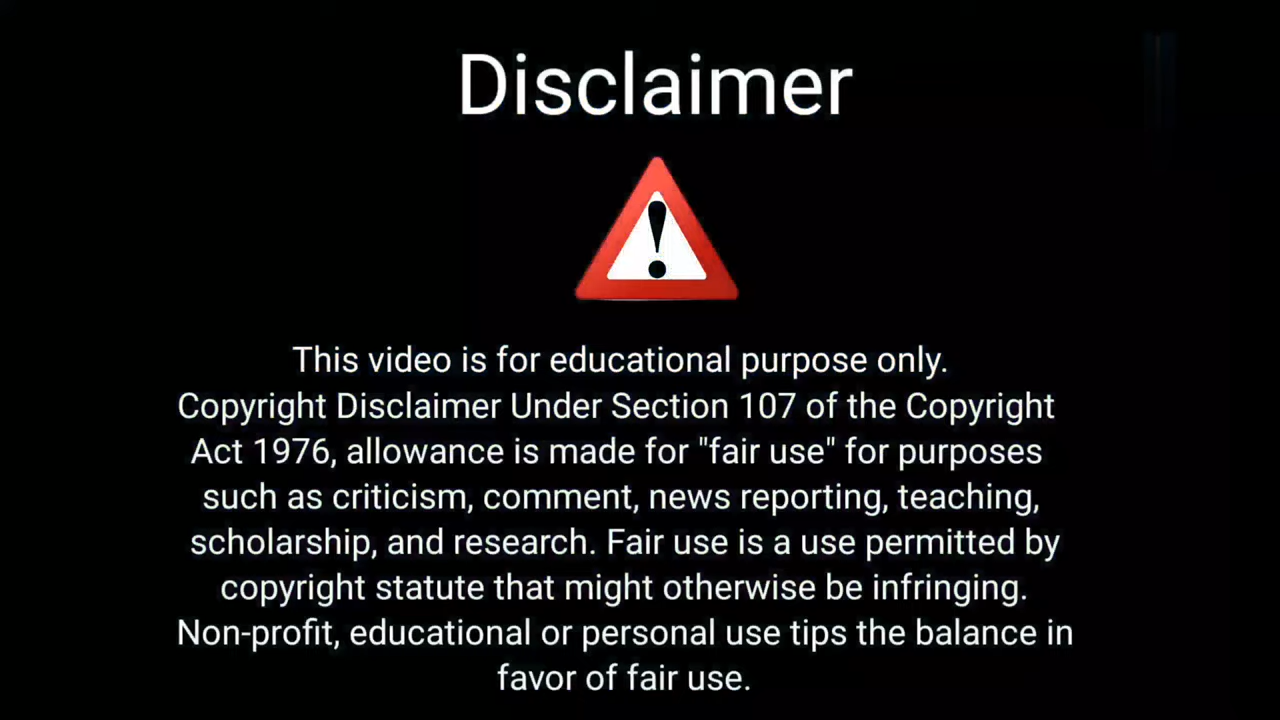 Disclaimer
This video is for educational purpose only.
Copyright Disclaimer Under Section 107 of the Copyright
Act 1976, allowance is made for "fair use" for purposes
such as criticism, comment, news reporting, teaching,
scholarship, and research. Fair use is a use permitted by
copyright statute that might otherwise be infringing.
Non-profit, educational or personal use tips the balance in
favor of fair use.